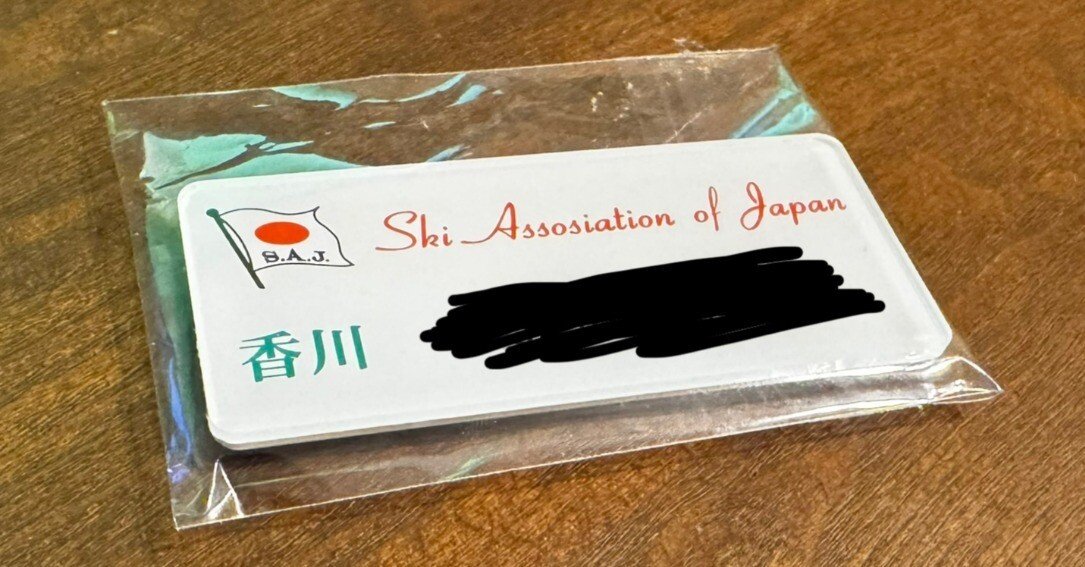 Ski Assosiation of Japan
S.A.J.
香川